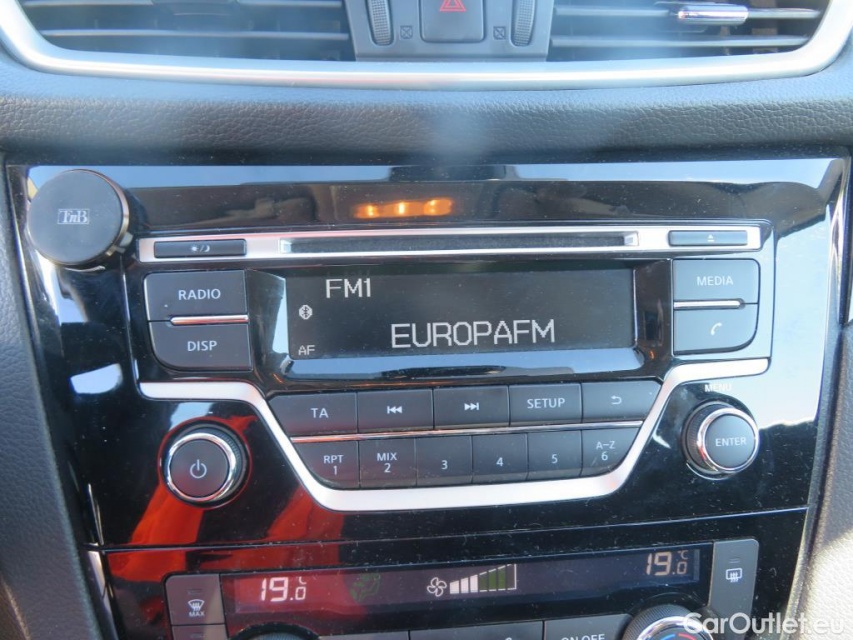 TnB
RADIO
DISP
FM1
EUROPAFM
AF
MEDIA
TA
SETUP
RPT
1
MIX
2
3
4
5
A-Z
6
MENU
ENTER
19.0
°C
MAX
19.0
°C
ON·OFF
CarOutlet.eu